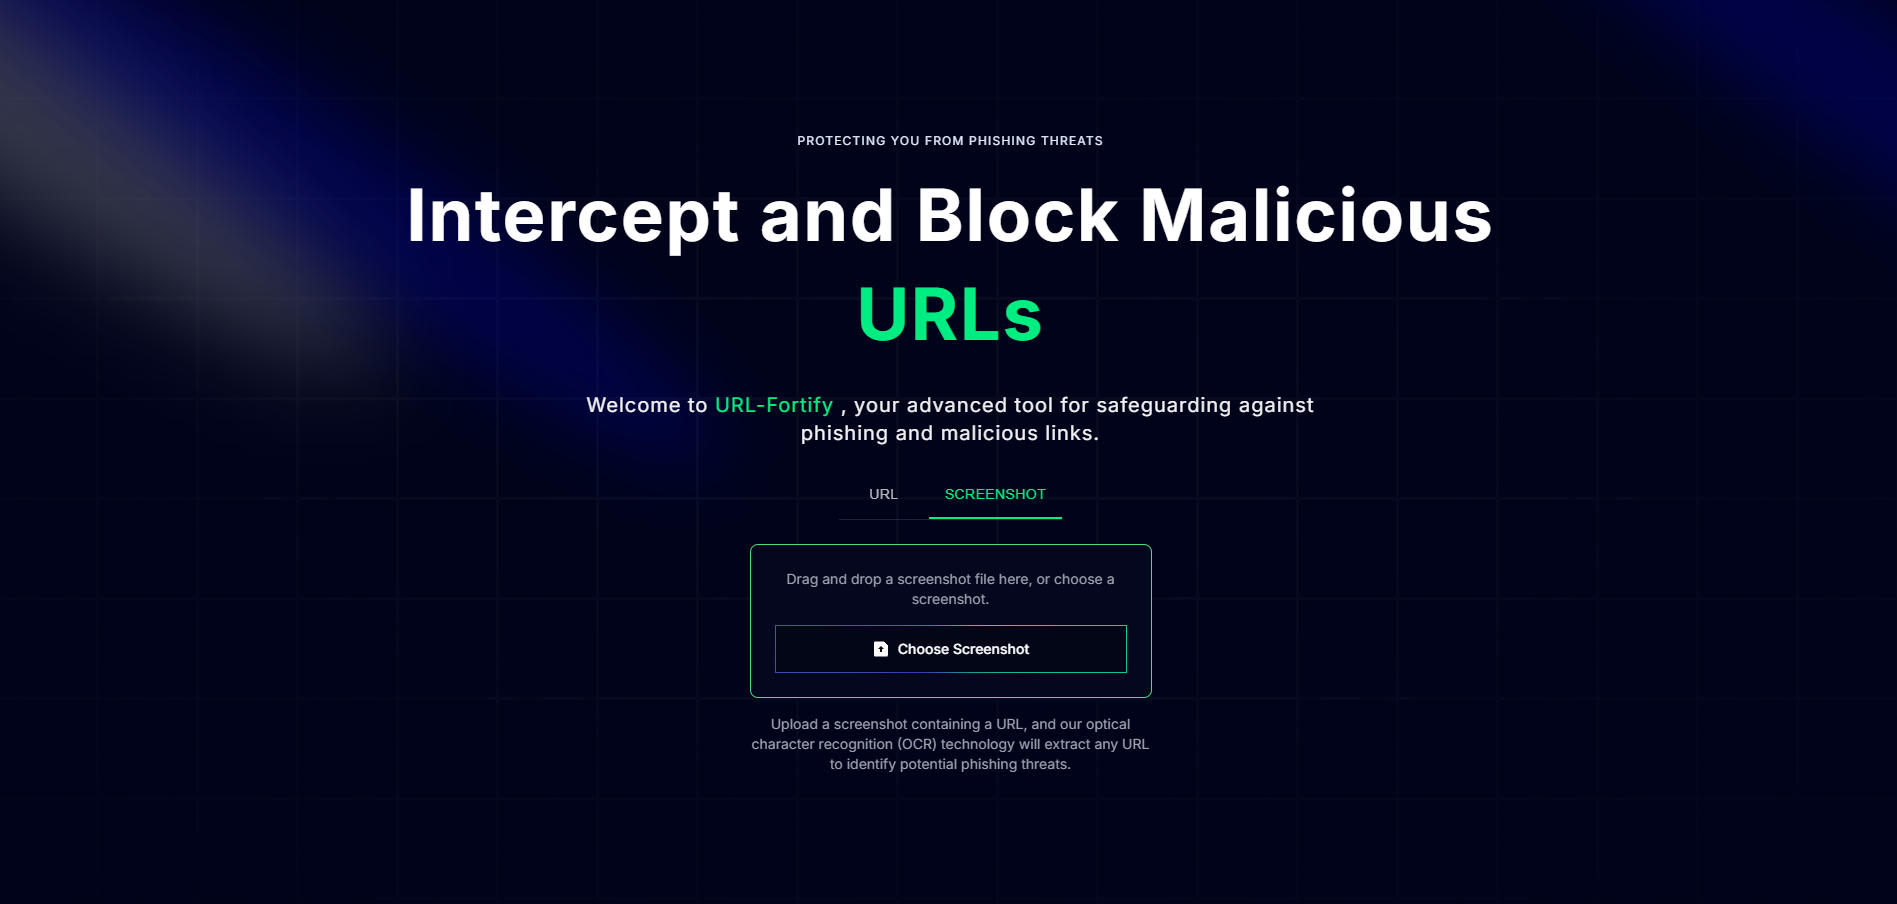 PROTECTING YOU FROM PHISHING THREATS
Intercept and Block Malicious
URLs
Welcome to URL-Fortify , your advanced tool for safeguarding against
phishing and malicious links.
URL SCREENSHOT
Drag and drop a screenshot file here, or choose a
screenshot.
Choose Screenshot
Upload a screenshot containing a URL, and our optical
character recognition (OCR) technology will extract any URL
to identify potential phishing threats.